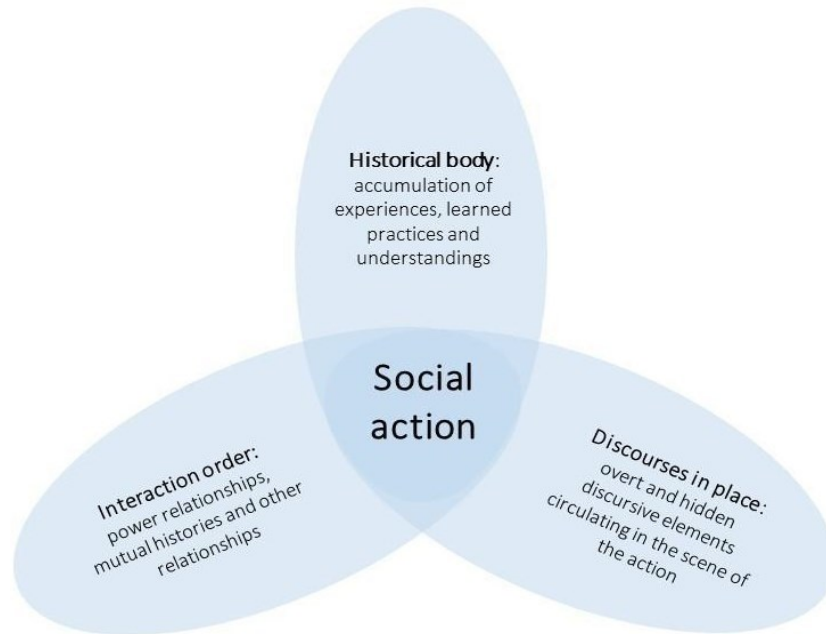 Historical body:
accumulation of
experiences, learned
practices and
understandings
Social
action
Interaction order:
power relationships,
mutual histories and other
relationships
Discourses in place:
overt and hidden
discursive elements
circulating in the scene of
the action